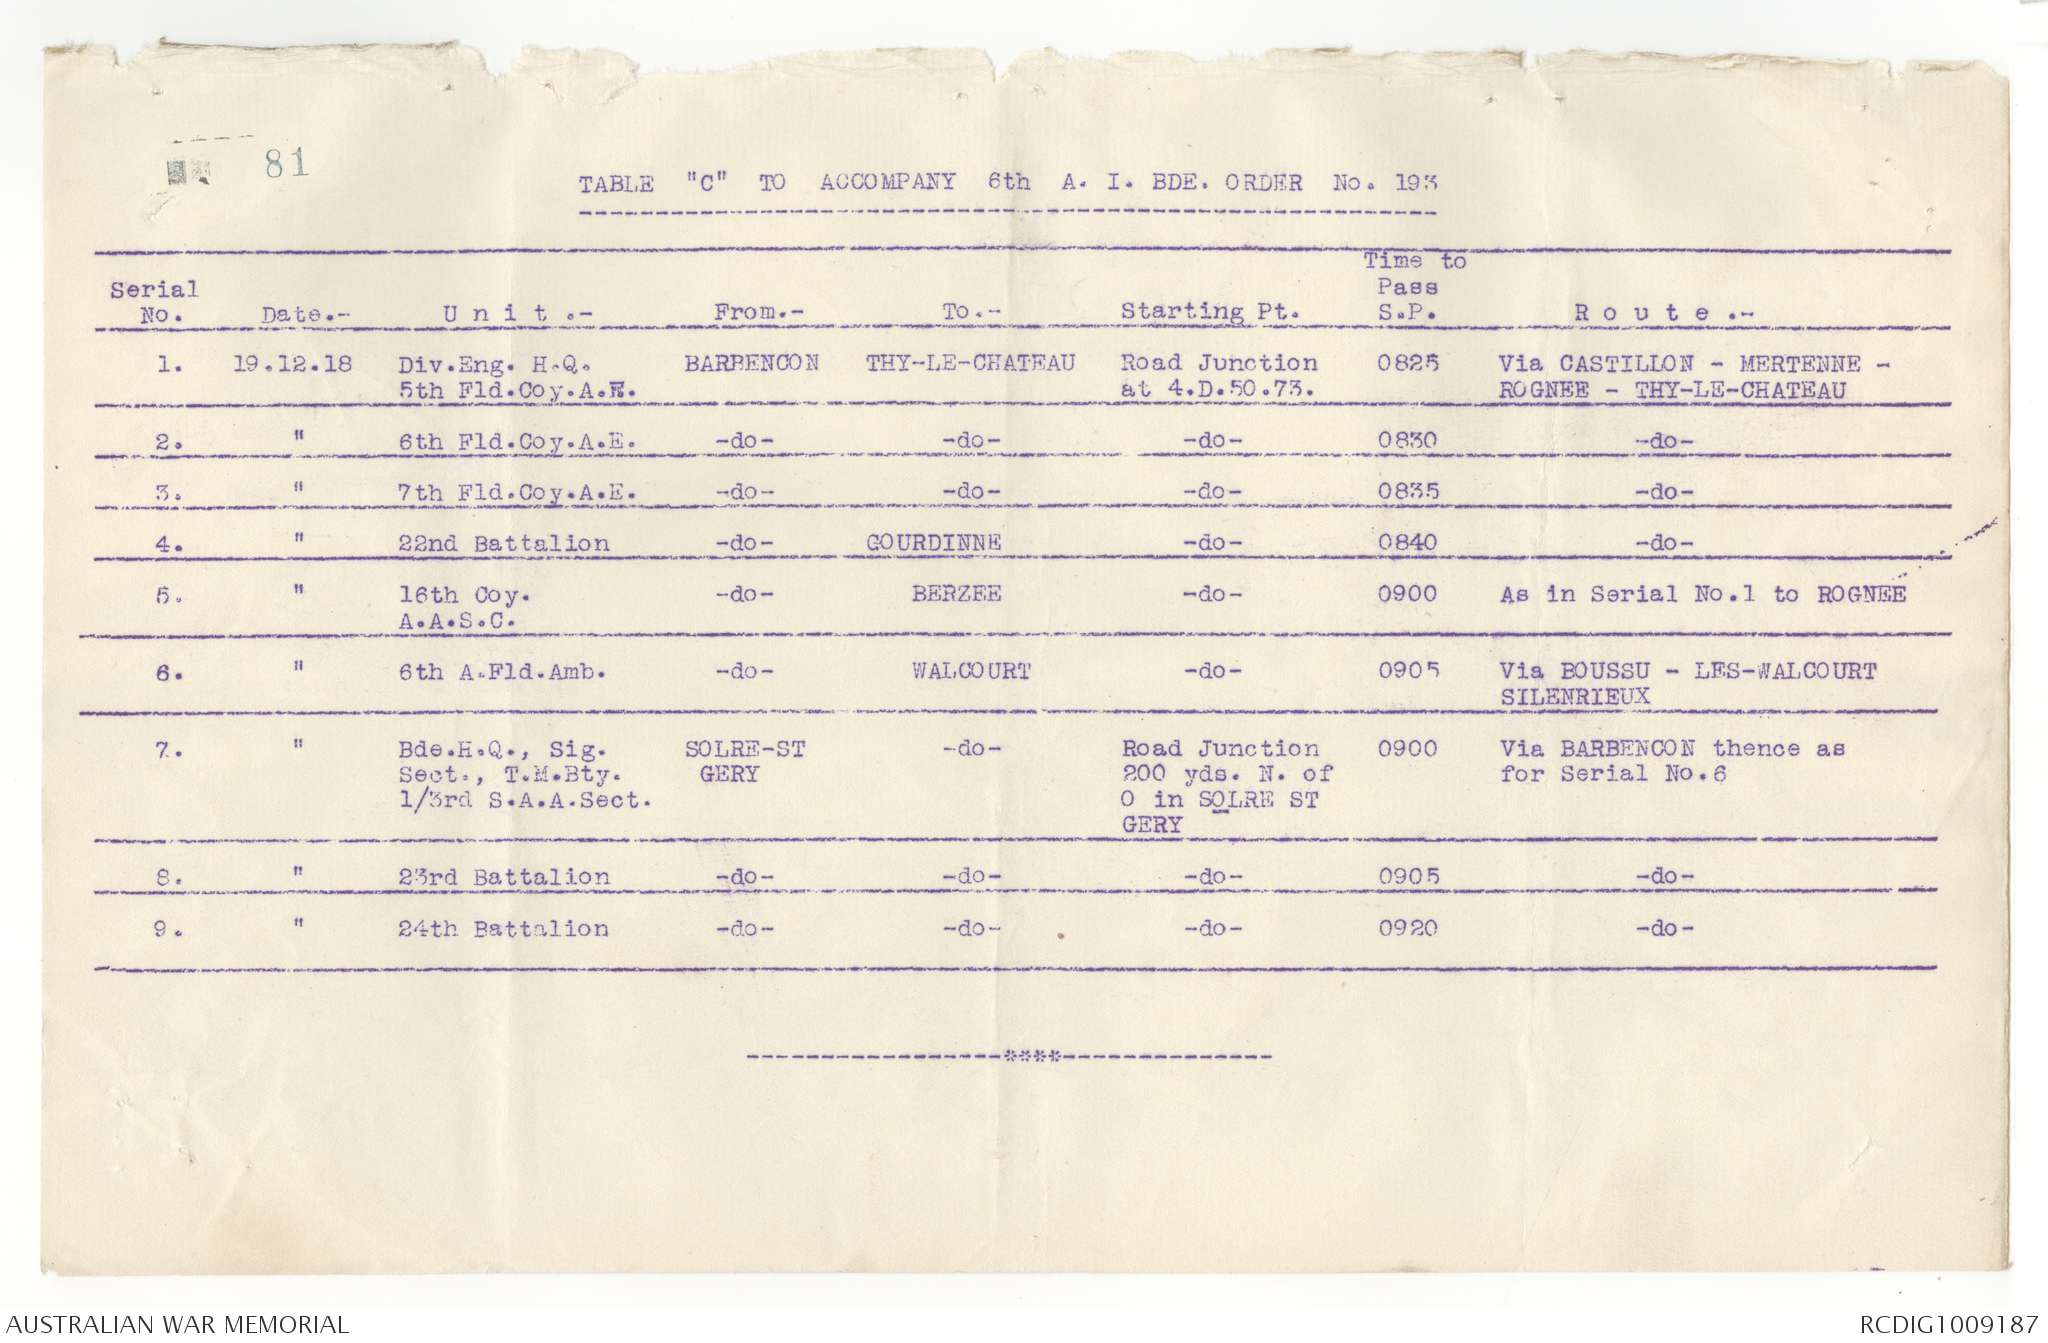 81
TABLE "C" TO ACCOMPANY 6th A. I. BDE. ORDER No. 193
Serial No. Date.- Unit.- From.- To.- Starting Pt. Time to Pass S.P. Route.-
1. 19.12.18 Div.Eng. H.Q. BARBENCON THY-LE-CHATEAU Road Junction 0825 Via CASTILLON - MERTENNE -
5th Fld.Coy.A.E. at 4.D.50.73. ROGNEE - THY-LE-CHATEAU
2. " 6th Fld.Coy.A.E. -do- -do- -do- 0830 -do-
3. " 7th Fld.Coy.A.E. -do- -do- -do- 0835 -do-
4. " 22nd Battalion -do- GOURDINNE -do- 0840 -do-
5. " 16th Coy. -do- BERZEE -do- 0900 As in Serial No.1 to ROGNEE
A.A.S.C.
6. " 6th A.Fld.Amb. -do- WALCOURT -do- 0905 Via BOUSSU - LES-WALCOURT
SILENRIEUX
7. " Bde.H.Q., Sig. SOLRE-ST -do- Road Junction 0900 Via BARBENCON thence as
Sect., T.M.Bty. GERY 200 yds. N. of for Serial No.6
1/3rd S.A.A.Sect. O in SOLRE ST
GERY
8. " 23rd Battalion -do- -do- -do- 0905 -do-
9. " 24th Battalion -do- -do- -do- 0920 -do-
------------------****---------------
AUSTRALIAN WAR MEMORIAL
RCDIG1009187